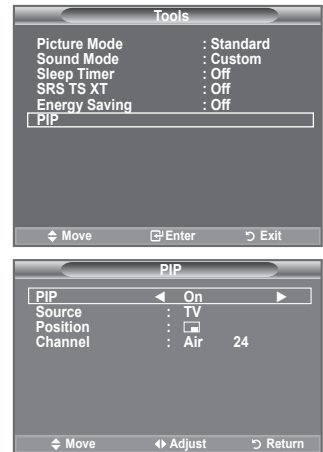 Tools
Picture Mode : Standard
Sound Mode : Custom
Sleep Timer : Off
SRS TS XT : Off
Energy Saving : Off
PIP
Move Enter Exit
PIP
PIP ◄ On ►
Source : TV
Position :
Channel : Air 24
Move Adjust Return